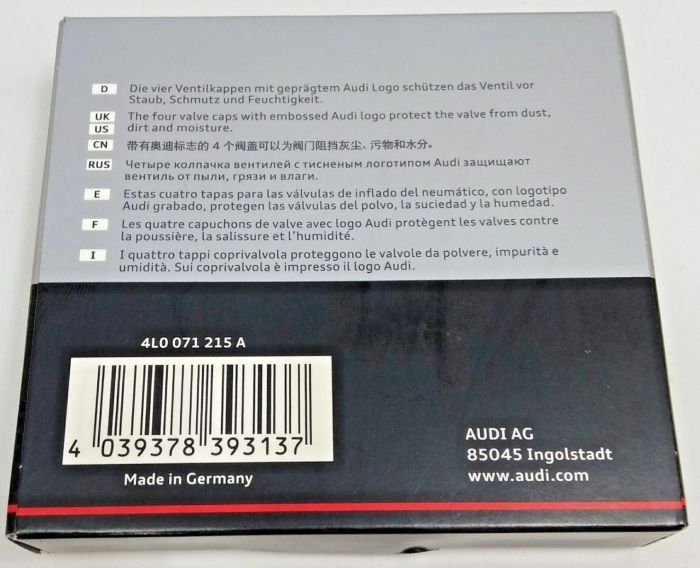 D Die vier Ventilkappen mit geprägtem Audi Logo schützen das Ventil vor
Staub, Schmutz und Feuchtigkeit.
UK The four valve caps with embossed Audi logo protect the valve from dust,
US dirt and moisture.
CN 带有奥迪标志的 4 个阀盖可以为阀门阻挡灰尘、污物和水分。
RUS Четыре колпачка вентилей с тисненым логотипом Audi защищают
вентиль от пыли, грязи и влаги.
E Estas cuatro tapas para las válvulas de inflado del neumático, con logotipo
Audi grabado, protegen las válvulas del polvo, la suciedad y la humedad.
F Les quatre capuchons de valve avec logo Audi protègent les valves contre
la poussière, la salissure et l'humidité.
I I quattro tappi coprivalvola proteggono le valvole da polvere, impurità e
umidità. Sui coprivalvola è impresso il logo Audi.
4L0 071 215 A
4 039378 393137
Made in Germany
AUDI AG
85045 Ingolstadt
www.audi.com